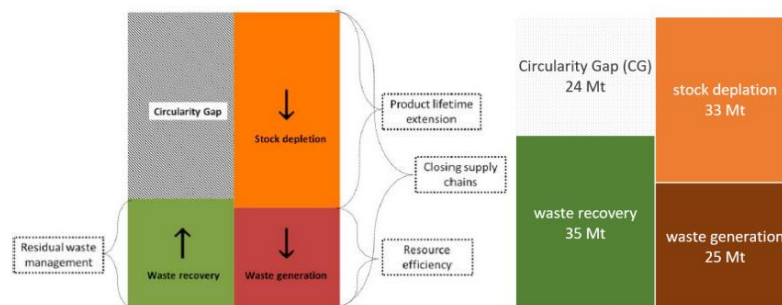 Circularity Gap
Stock depletion
Waste recovery
Waste generation
Residual waste
management
Product lifetime
extension
Closing supply
chains
Resource
efficiency
Circularity Gap (CG)
24 Mt
stock deplation
33 Mt
waste recovery
35 Mt
waste generation
25 Mt